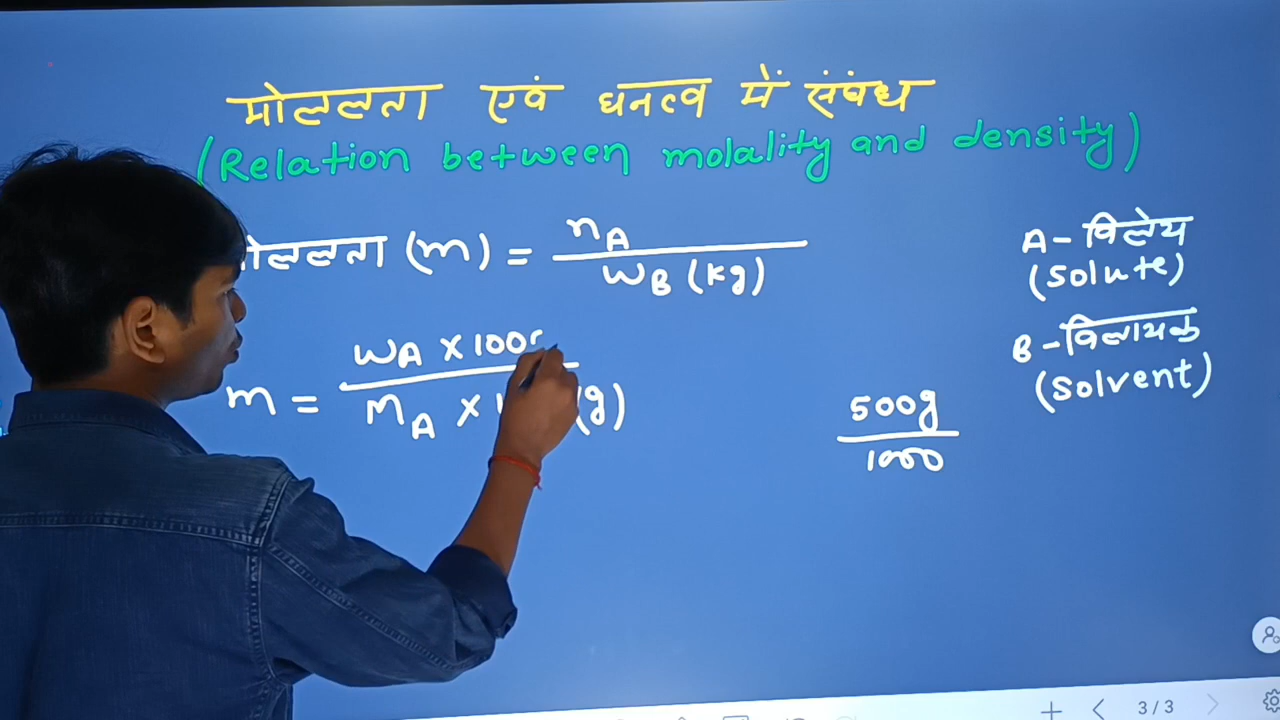 मोललता एवं घनत्व में संबंध
(Relation between molality and density)
मोललता (m) = nA / WB (kg)
m = WA × 100 / MA × (g)
A - विलेय
(Solute)
B - विलायक
(Solvent)
500g
1000
3/3